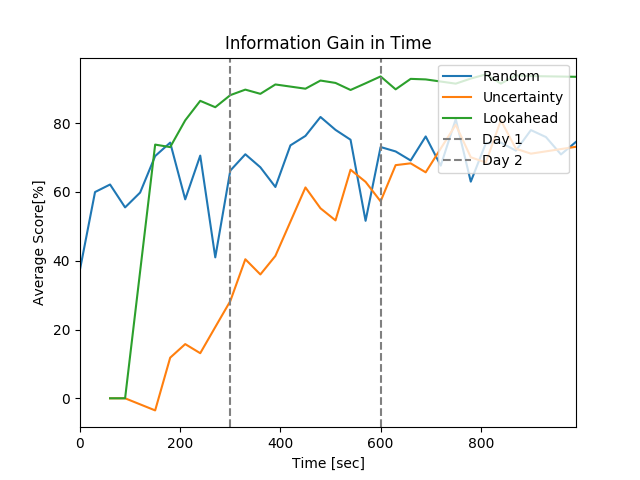 Information Gain in Time
Average Score[%]
80
60
40
20
0
Random
Uncertainty
Lookahead
Day 1
Day 2
0 200 400 600 800
Time [sec]